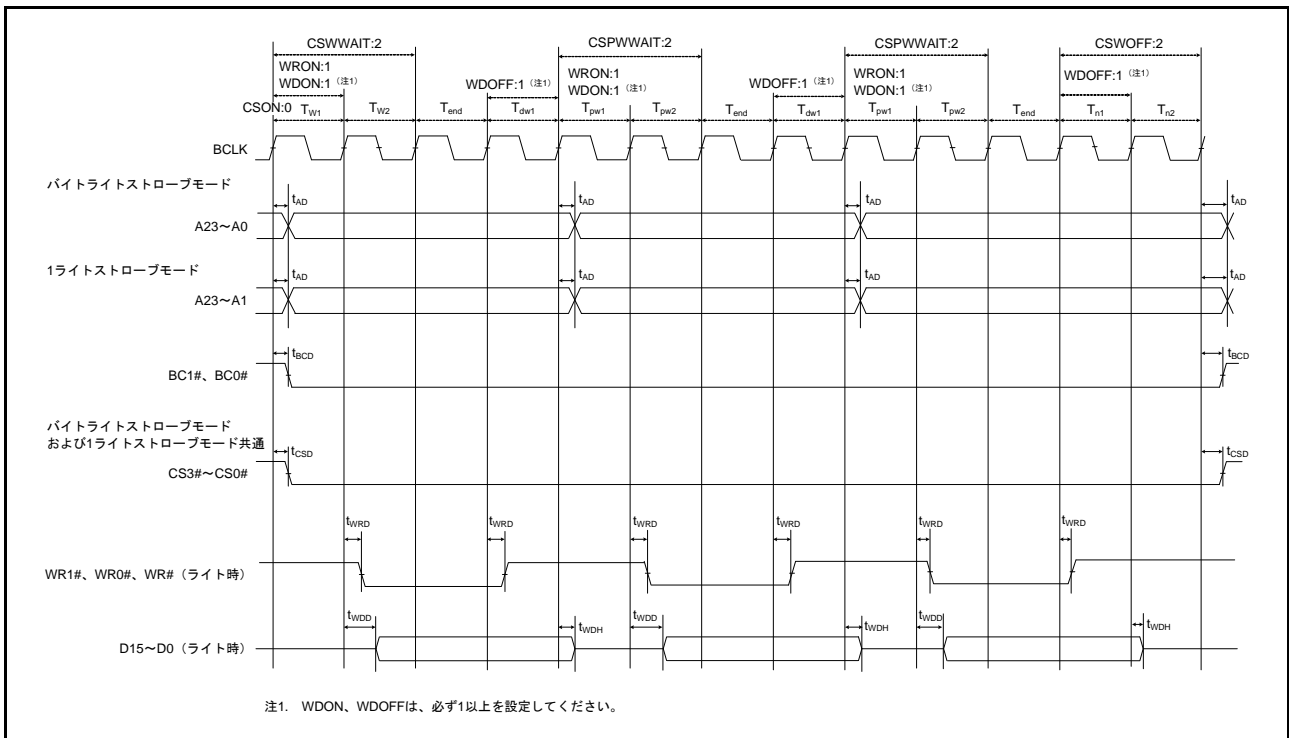 CSWWAIT:2 CSPWWAIT:2 CSPWWAIT:2 CSWOFF:2
WRON:1 WRON:1 WRON:1
WDON:1（注1） WDOFF:1（注1） WDON:1（注1） WDOFF:1（注1） WDON:1（注1） WDOFF:1（注1）
CSON:0 TW1 TW2 Tend Tdw1 Tpw1 Tpw2 Tend Tdw1 Tpw1 Tpw2 Tend Tn1 Tn2
BCLK
バイトライトストローブモード
tAD tAD tAD tAD
A23～A0
1ライトストローブモード
tAD tAD tAD tAD
A23～A1
tBCD tBCD
BC1#、BC0#
バイトライトストローブモード
および1ライトストローブモード共通
tCSD tCSD
CS3#～CS0#
tWRD tWRD tWRD tWRD tWRD tWRD
WR1#、WR0#、WR#（ライト時）
tWDD tWDH tWDD tWDH tWDD tWDH
D15～D0（ライト時）
注1. WDON、WDOFFは、必ず1以上を設定してください。